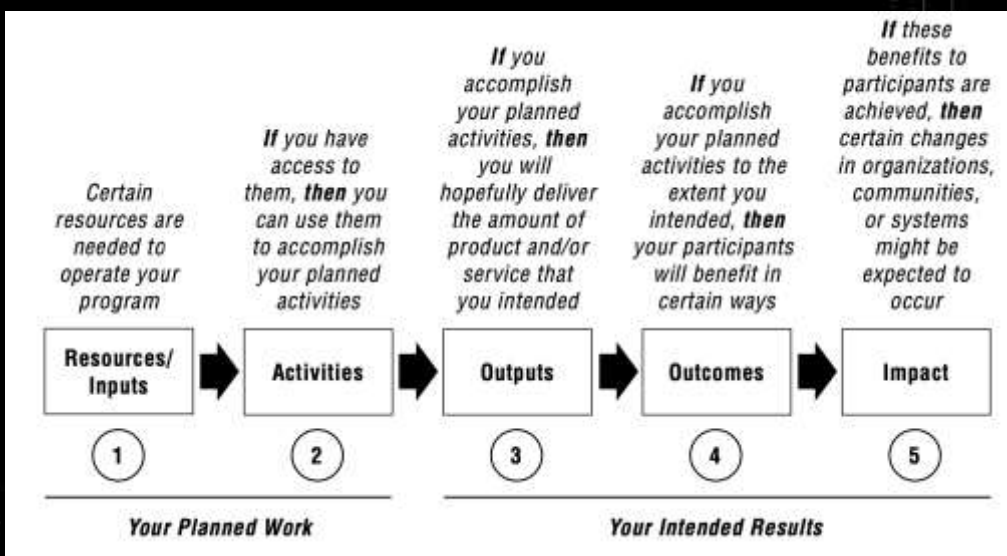 Certain
resources are
needed to
operate your
program
If you have
access to
them, then you
can use them
to accomplish
your planned
activities
If you
accomplish
your planned
activities, then
you will
hopefully deliver
the amount of
product and/or
service that
you intended
If you
accomplish
your planned
activities to the
extent you
intended, then
your participants
will benefit in
certain ways
If these
benefits to
participants are
achieved, then
certain changes
in organizations,
communities,
or systems
might be
expected to
occur
Resources/
Inputs
Activities
Outputs
Outcomes
Impact
1
2
3
4
5
Your Planned Work
Your Intended Results